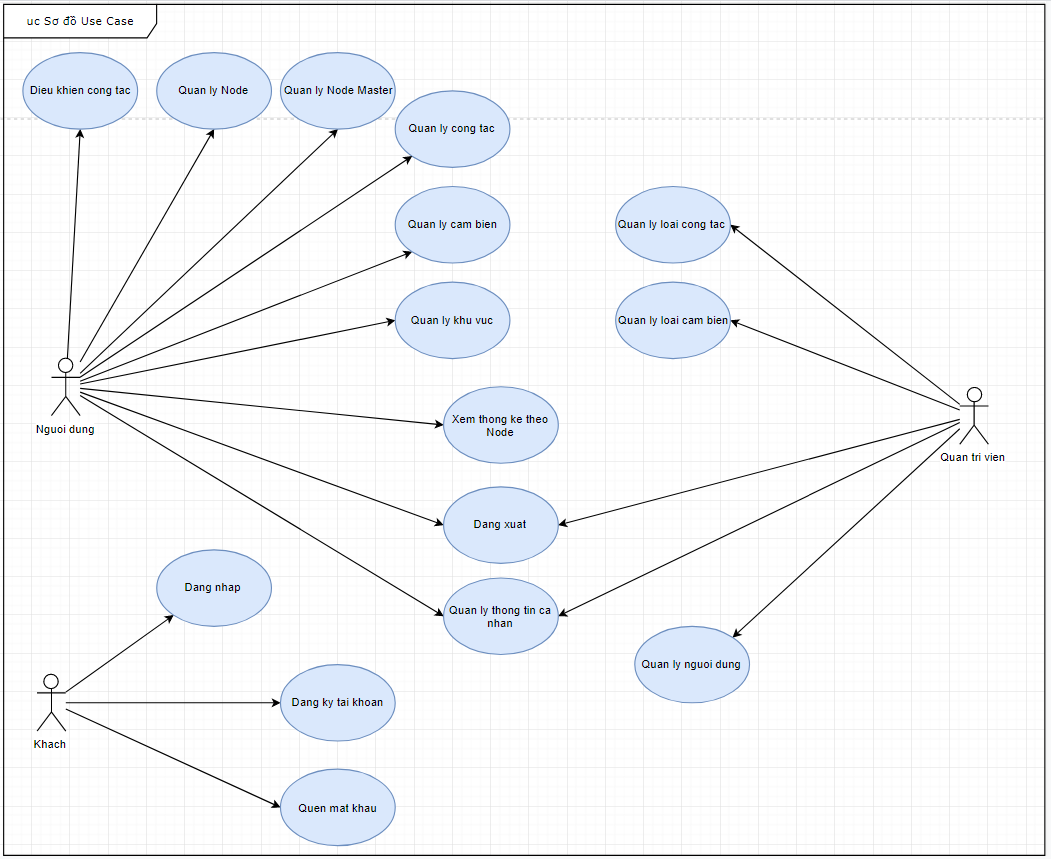 uc Sơ đồ Use Case
Dieu khien cong tac
Quan ly Node
Quan ly Node Master
Quan ly cong tac
Quan ly cam bien
Quan ly loai cong tac
Quan ly khu vuc
Quan ly loai cam bien
Nguoi dung
Xem thong ke theo
Node
Quan tri vien
Dang xuat
Dang nhap
Quan ly thong tin ca
nhan
Quan ly nguoi dung
Khach
Dang ky tai khoan
Quen mat khau